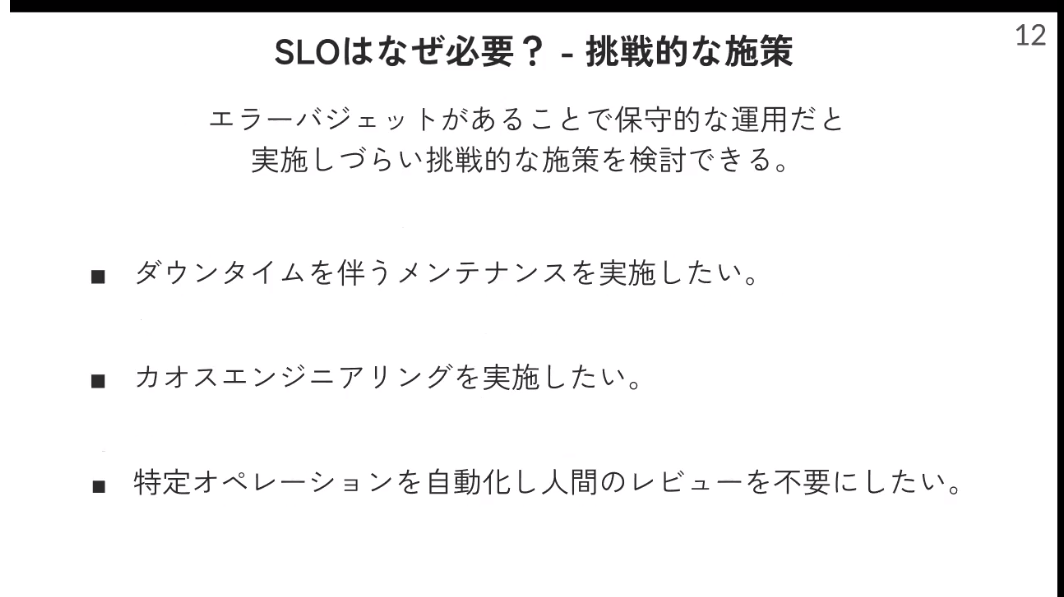 12
SLOはなぜ必要？ - 挑戦的な施策
エラーバジェットがあることで保守的な運用だと
実施しづらい挑戦的な施策を検討できる。
■ ダウンタイムを伴うメンテナンスを実施したい。
■ カオスエンジニアリングを実施したい。
■ 特定オペレーションを自動化し人間のレビューを不要にしたい。